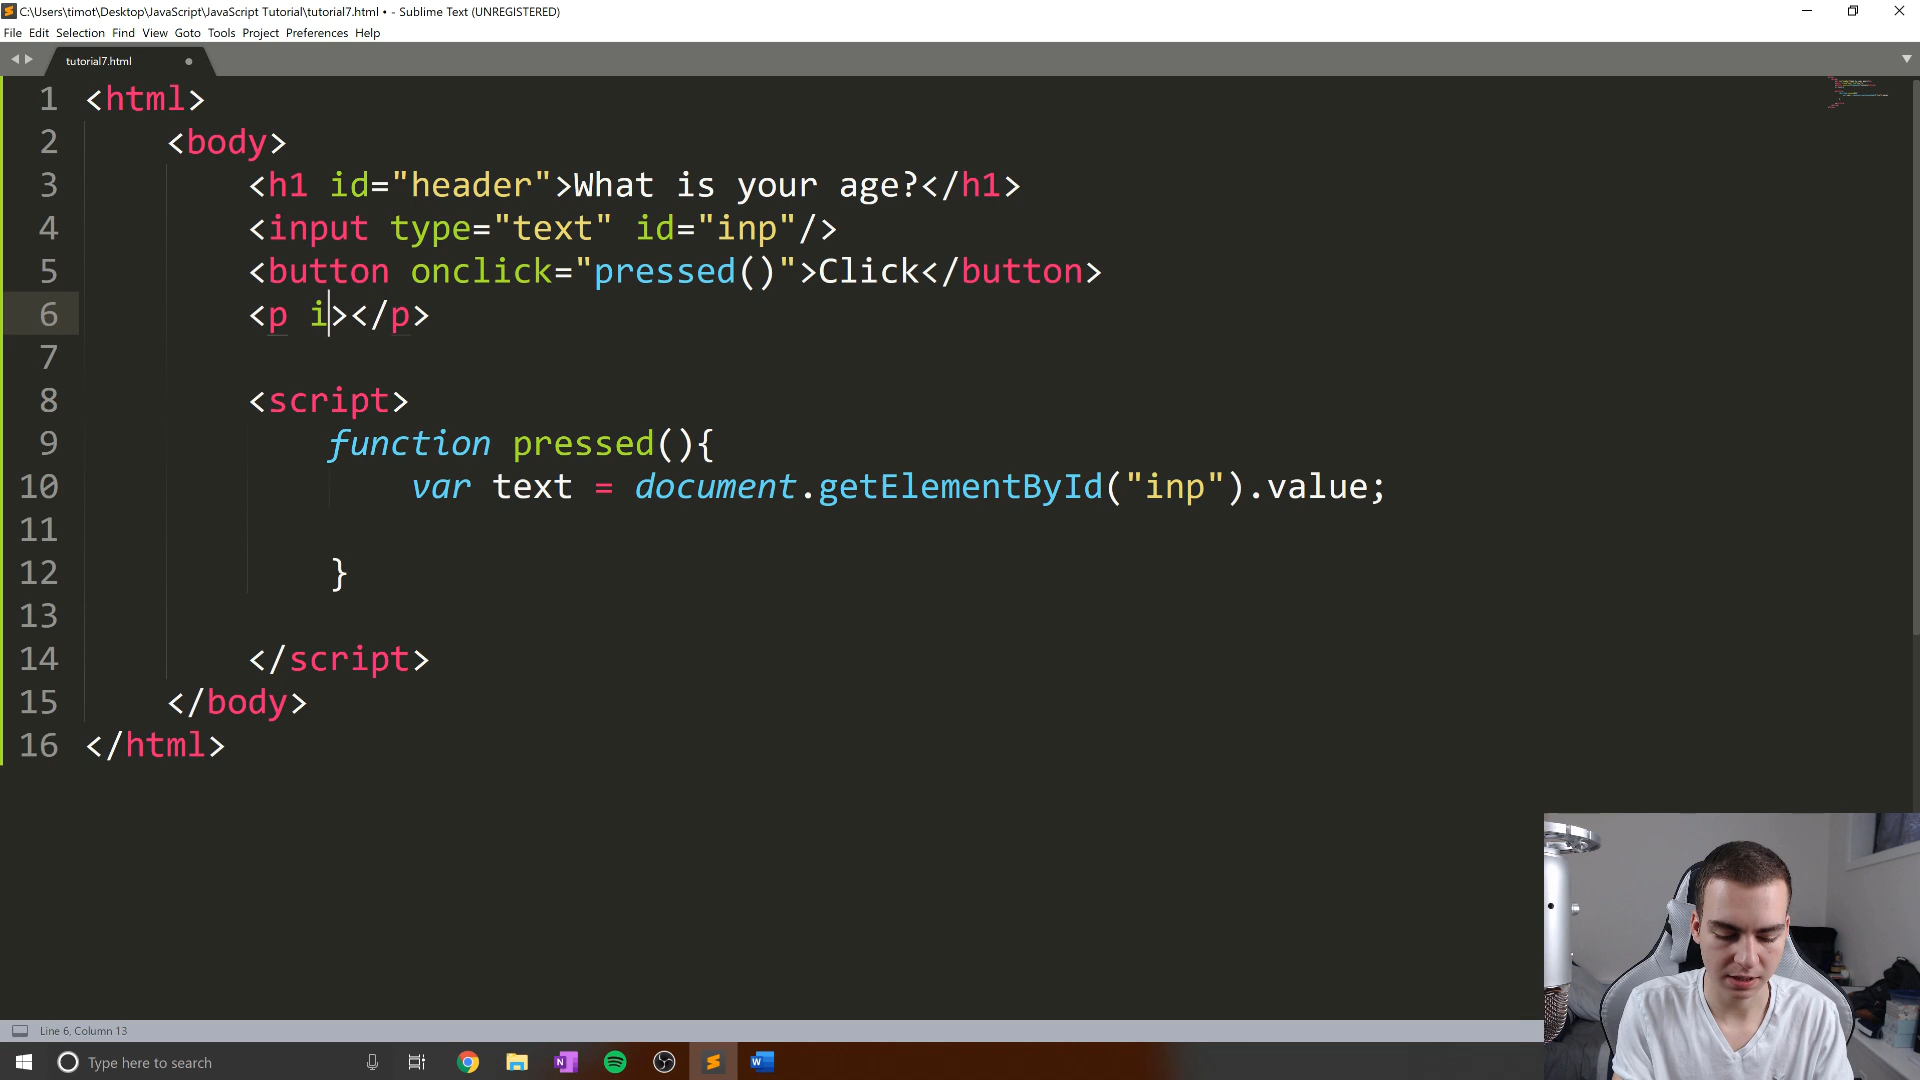 C:\Users\timot\Desktop\JavaScript\JavaScript Tutorial\tutorial7.html • - Sublime Text (UNREGISTERED)
File Edit Selection Find View Goto Tools Project Preferences Help
tutorial7.html
1 <html>
2 <body>
3 <h1 id="header">What is your age?</h1>
4 <input type="text" id="inp"/>
5 <button onclick="pressed()">Click</button>
6 <p i></p>
7
8 <script>
9 function pressed(){
10 var text = document.getElementById("inp").value;
11
12 }
13
14 </script>
15 </body>
16 </html>
Line 6, Column 13
Type here to search